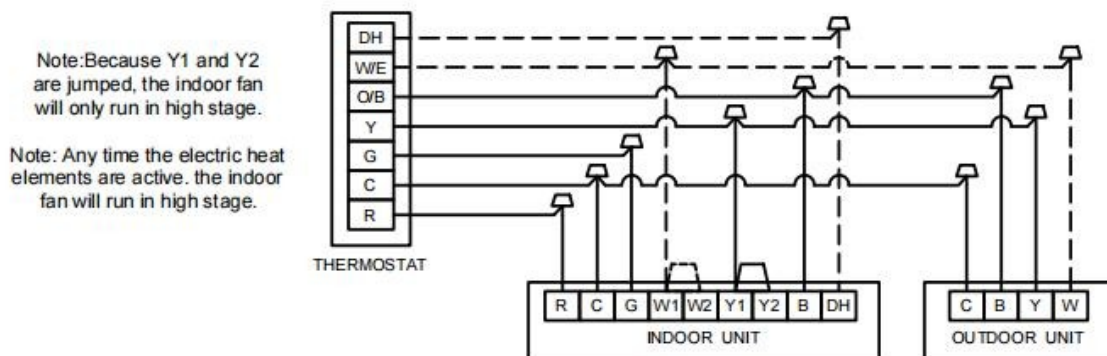 Note:Because Y1 and Y2
are jumped, the indoor fan
will only run in high stage.
Note: Any time the electric heat
elements are active. the indoor
fan will run in high stage.
DH
W/E
O/B
Y
G
C
R
THERMOSTAT
R C G W1 W2 Y1 Y2 B DH
INDOOR UNIT
C B Y W
OUTDOOR UNIT